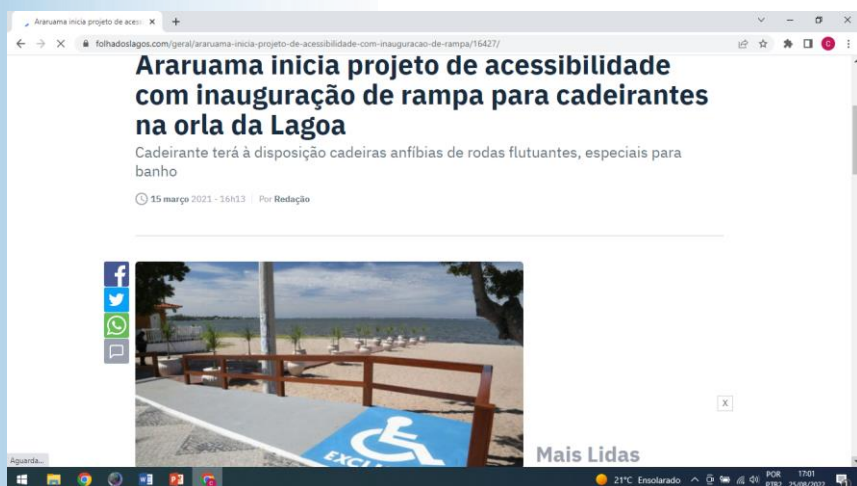 Araruama inicia projeto de acess
folhadoslagos.com/geral/araruama-inicia-projeto-de-acessibilidade-com-inauguracao-de-rampa/16427/
Araruama inicia projeto de acessibilidade
com inauguração de rampa para cadeirantes
na orla da Lagoa
Cadeirante terá à disposição cadeiras anfíbias de rodas flutuantes, especiais para
banho
15 março 2021 - 16h13 | Por Redação
X
Mais Lidas
Aguarda...
21°C Ensolarado
POR
PTB2
17:01
25/08/2022